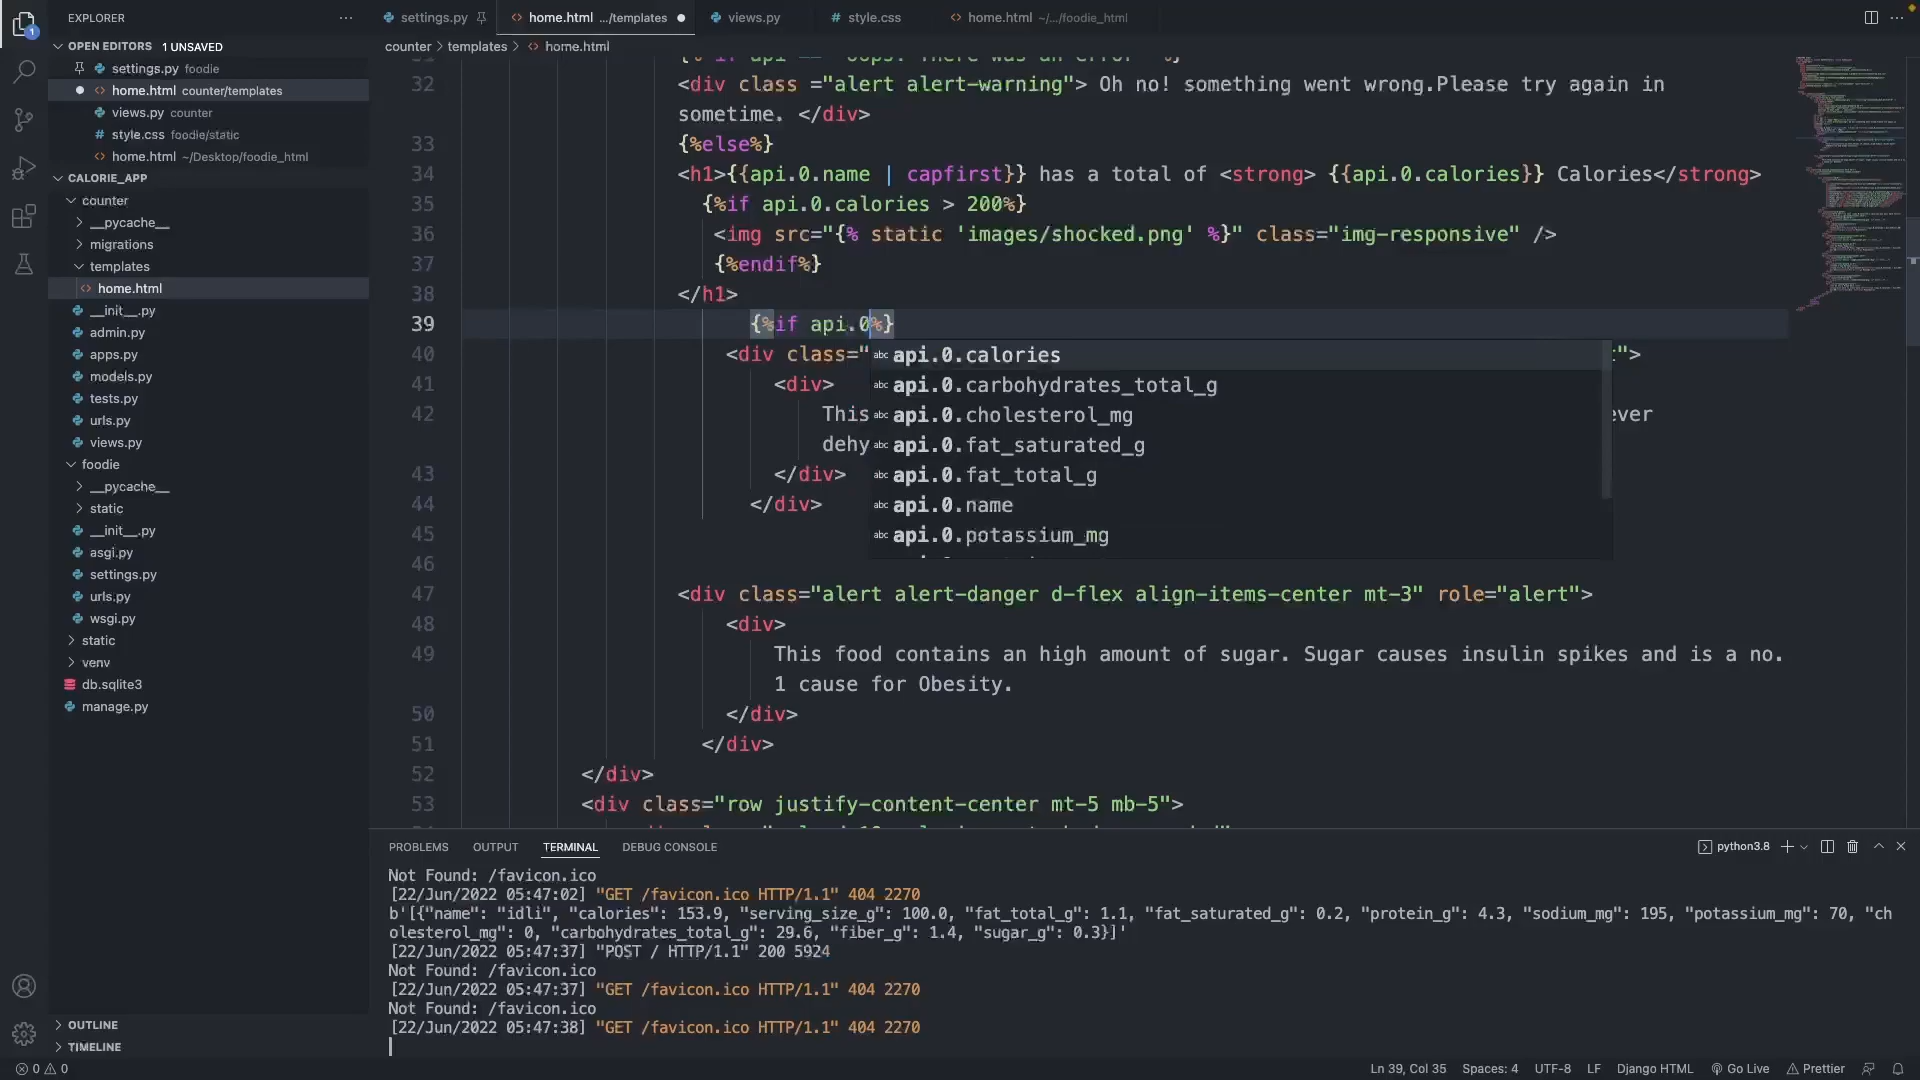 EXPLORER
OPEN EDITORS 1 UNSAVED
settings.py foodie
home.html counter/templates
views.py counter
style.css foodie/static
home.html ~/Desktop/foodie_html
CALORIE_APP
counter
__pycache__
migrations
templates
home.html
__init__.py
admin.py
apps.py
models.py
tests.py
urls.py
views.py
foodie
__pycache__
static
__init__.py
asgi.py
settings.py
urls.py
wsgi.py
static
venv
db.sqlite3
manage.py
OUTLINE
TIMELINE
settings.py
home.html .../templates
views.py
style.css
home.html ~/.../foodie_html
counter > templates > home.html
32 <div class ="alert alert-warning"> Oh no! something went wrong.Please try again in
sometime. </div>
33 {%else%}
34 <h1>{{api.0.name | capfirst}} has a total of <strong> {{api.0.calories}} Calories</strong>
35 {%if api.0.calories > 200%}
36 <img src="{% static 'images/shocked.png' %}" class="img-responsive" />
37 {%endif%}
38 </h1>
39 {%if api.0%}
40 <div class=" ">
41 <div>
42 This ever
dehy
43 </div>
44 </div>
45
46
47 <div class="alert alert-danger d-flex align-items-center mt-3" role="alert">
48 <div>
49 This food contains an high amount of sugar. Sugar causes insulin spikes and is a no.
1 cause for Obesity.
50 </div>
51 </div>
52 </div>
53 <div class="row justify-content-center mt-5 mb-5">
abc api.0.calories
abc api.0.carbohydrates_total_g
abc api.0.cholesterol_mg
abc api.0.fat_saturated_g
abc api.0.fat_total_g
abc api.0.name
abc api.0.potassium_mg
PROBLEMS OUTPUT TERMINAL DEBUG CONSOLE
python3.8
Not Found: /favicon.ico
[22/Jun/2022 05:47:02] "GET /favicon.ico HTTP/1.1" 404 2270
b'[{"name": "idli", "calories": 153.9, "serving_size_g": 100.0, "fat_total_g": 1.1, "fat_saturated_g": 0.2, "protein_g": 4.3, "sodium_mg": 195, "potassium_mg": 70, "ch
olesterol_mg": 0, "carbohydrates_total_g": 29.6, "fiber_g": 1.4, "sugar_g": 0.3}]'
[22/Jun/2022 05:47:37] "POST / HTTP/1.1" 200 5924
Not Found: /favicon.ico
[22/Jun/2022 05:47:37] "GET /favicon.ico HTTP/1.1" 404 2270
Not Found: /favicon.ico
[22/Jun/2022 05:47:38] "GET /favicon.ico HTTP/1.1" 404 2270
0 0
Ln 39, Col 35 Spaces: 4 UTF-8 LF Django HTML Go Live Prettier